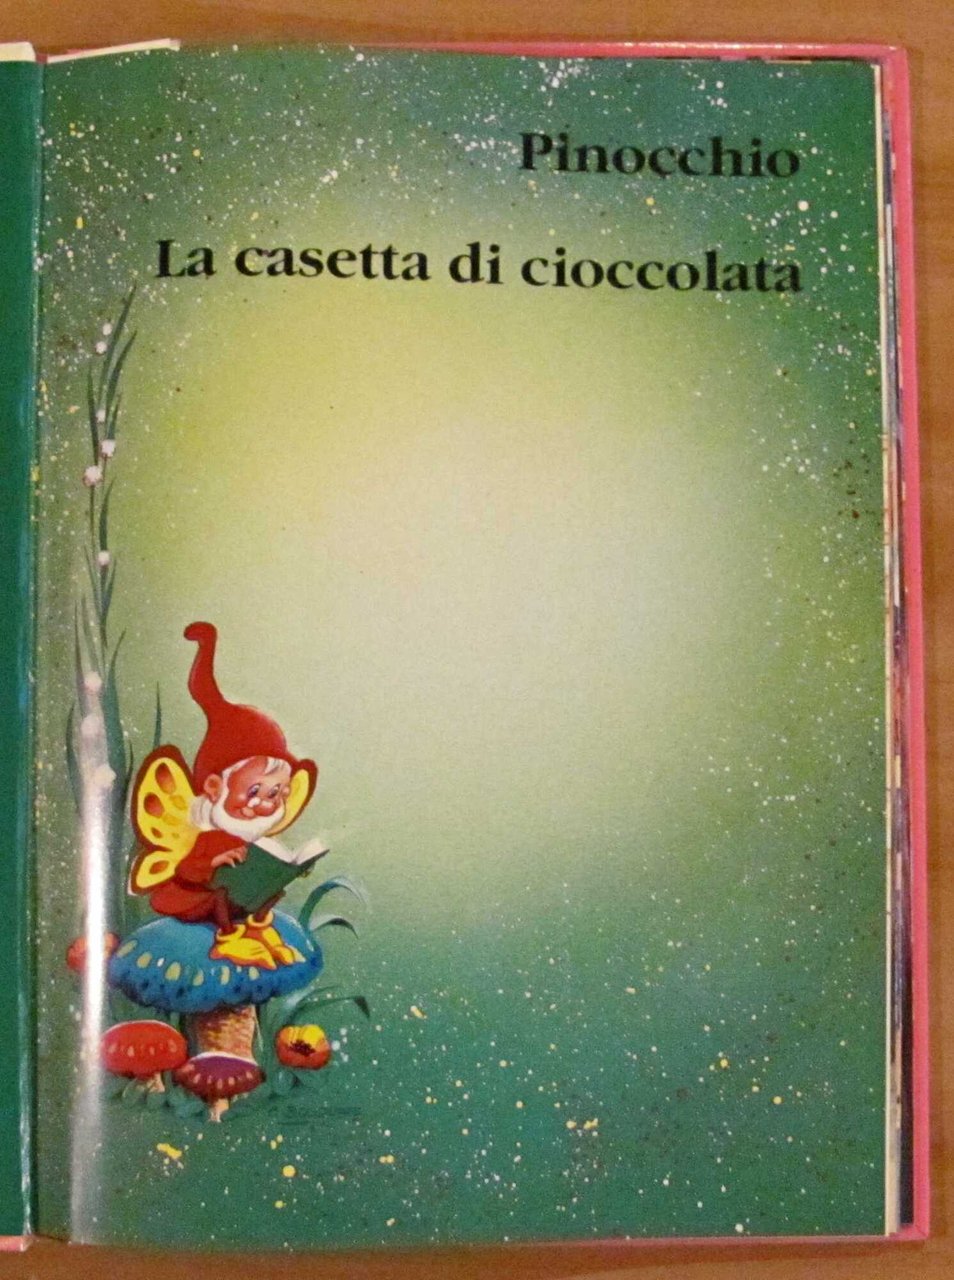 Pinocchio
La casetta di cioccolata